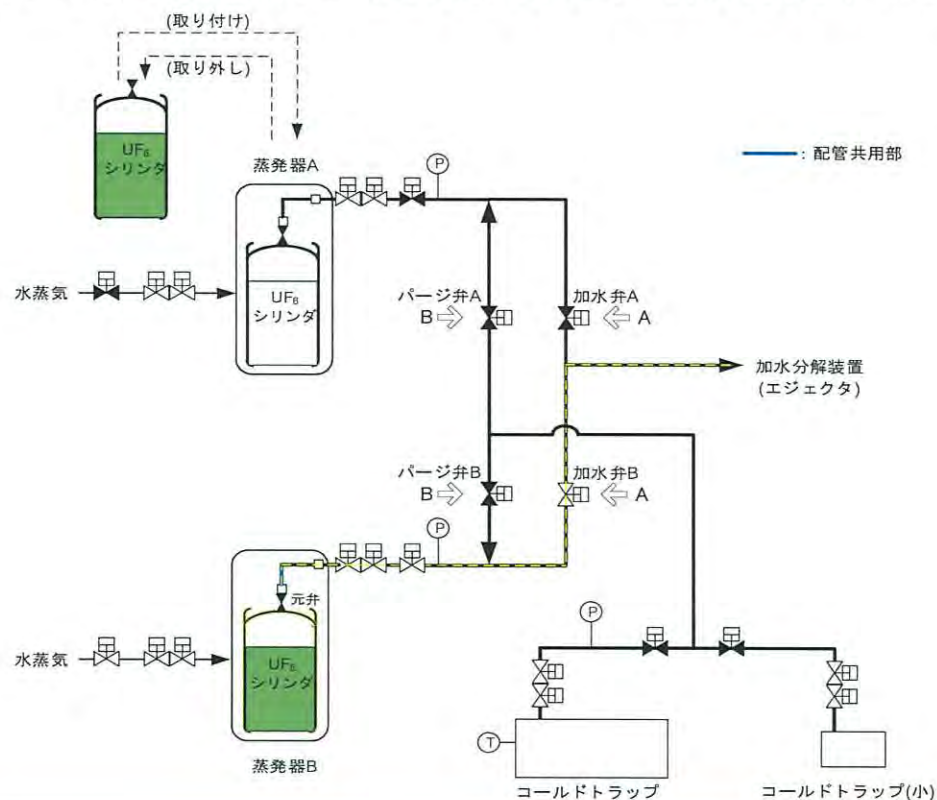 (取り付け)
(取り外し)
UF₆
シリンダ
蒸発器A
P
: 配管共用部
水蒸気
UF₆
シリンダ
パージ弁A
B
加水弁A
A
加水分解装置
(エジェクタ)
パージ弁B
B
加水弁B
A
P
元弁
水蒸気
UF₆
シリンダ
蒸発器B
P
T
コールドトラップ
コールドトラップ(小)